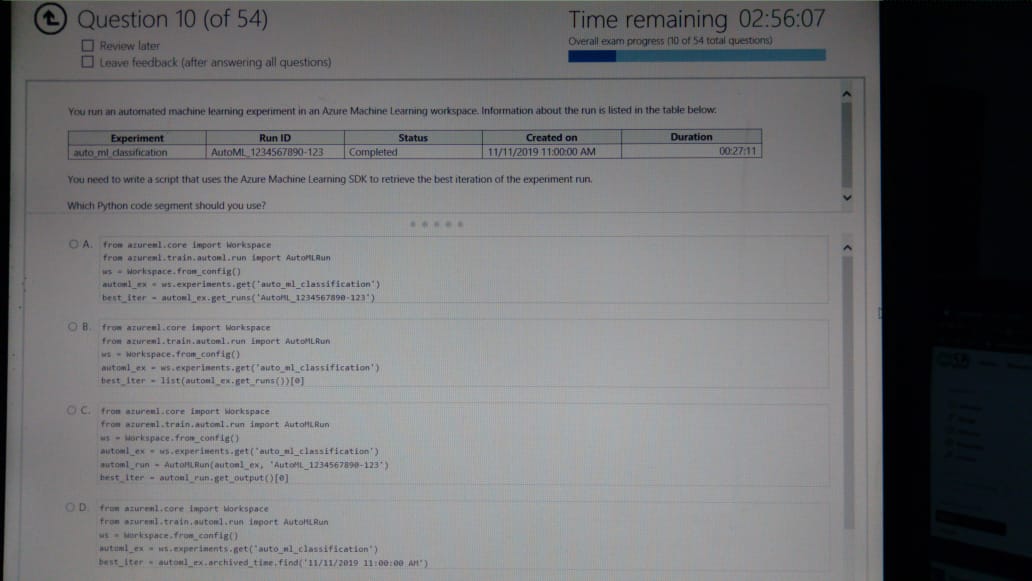 Question 10 (of 54)
Time remaining 02:56:07
Review later
Overall exam progress (10 of 54 total questions)
Leave feedback (after answering all questions)
You run an automated machine learning experiment in an Azure Machine Learning workspace. Information about the run is listed in the table below:
Experiment Run ID Status Created on Duration
auto_ml_classification AutoML_1234567890-123 Completed 11/11/2019 11:00:00 AM 00:27:11
You need to write a script that uses the Azure Machine Learning SDK to retrieve the best iteration of the experiment run.
Which Python code segment should you use?
A. from azureml.core import Workspace
from azureml.train.automl.run import AutoMLRun
ws = Workspace.from_config()
automl_ex = ws.experiments.get('auto_ml_classification')
best_iter = automl_ex.get_runs('AutoML_1234567890-123')
B. from azureml.core import Workspace
from azureml.train.automl.run import AutoMLRun
ws = Workspace.from_config()
automl_ex = ws.experiments.get('auto_ml_classification')
best_iter = list(automl_ex.get_runs())[0]
C. from azureml.core import Workspace
from azureml.train.automl.run import AutoMLRun
ws = Workspace.from_config()
automl_ex = ws.experiments.get('auto_ml_classification')
automl_run = AutoMLRun(automl_ex, 'AutoML_1234567890-123')
best_iter = automl_run.get_output()[0]
D. from azureml.core import Workspace
from azureml.train.automl.run import AutoMLRun
ws = Workspace.from_config()
automl_ex = ws.experiments.get('auto_ml_classification')
best_iter = automl_ex.archived_time.find('11/11/2019 11:00:00 AM')